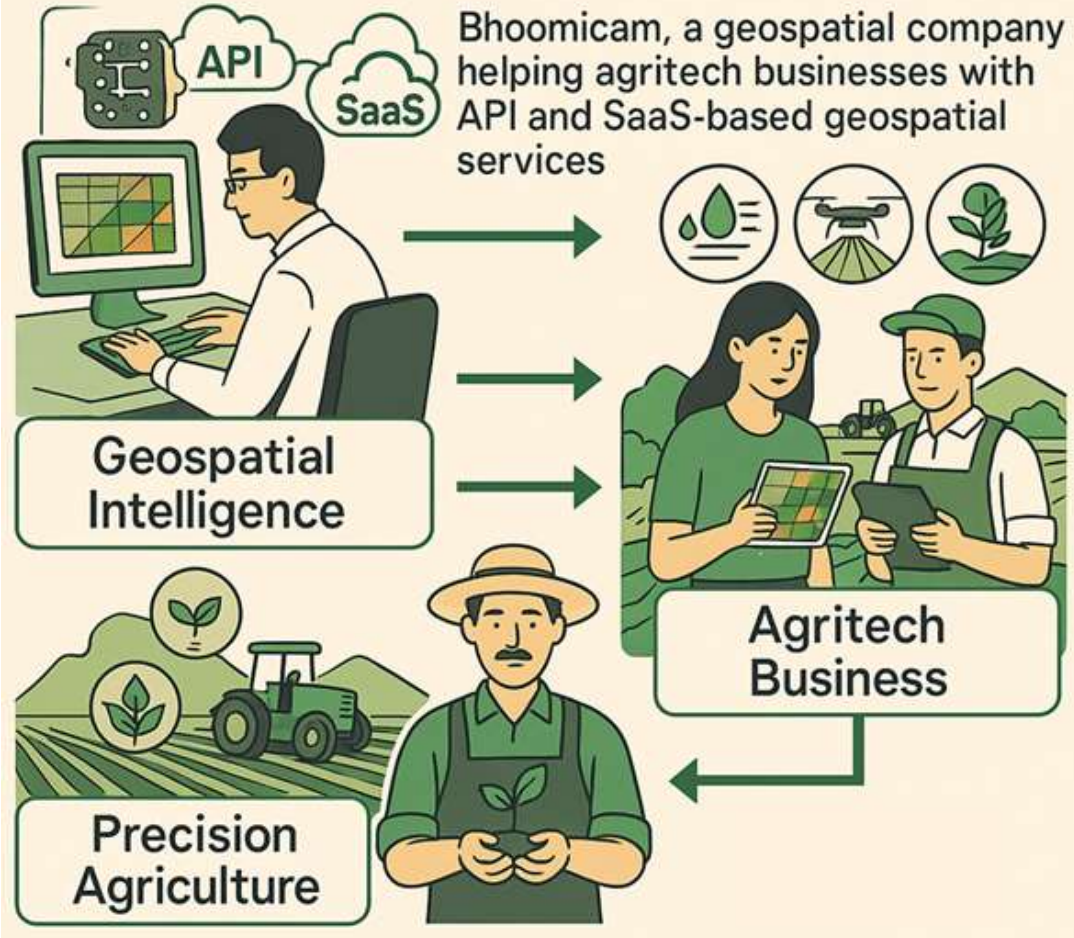 API
SaaS
Bhoomicam, a geospatial company
helping agritech businesses with
API and SaaS-based geospatial
services
Geospatial
Intelligence
Agritech
Business
Precision
Agriculture